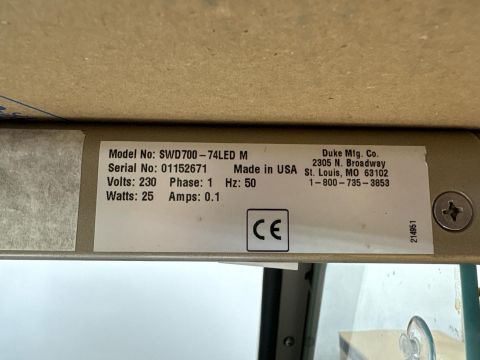 Model No: SWD700-74LED M
Serial No: 01152671 Made in USA
Volts: 230 Phase: 1 Hz: 50
Watts: 25 Amps: 0.1
Duke Mfg. Co.
2305 N. Broadway
St. Louis, MO 63102
1-800-735-3853
CE
214951